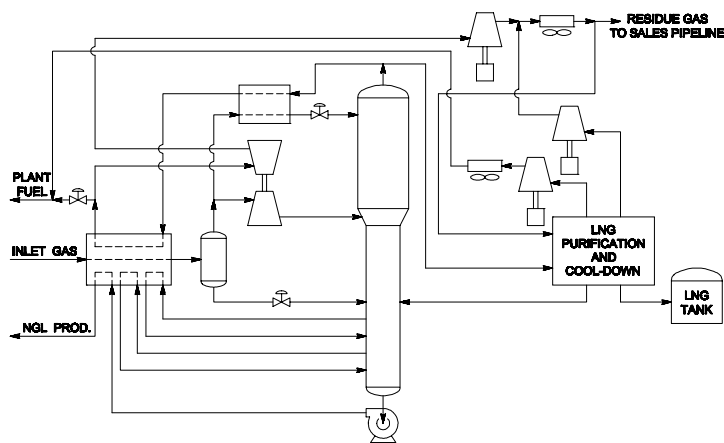 RESIDUE GAS
TO SALES PIPELINE
PLANT
FUEL
INLET GAS
LNG
PURIFICATION
AND
COOL-DOWN
LNG
TANK
NGL PROD.